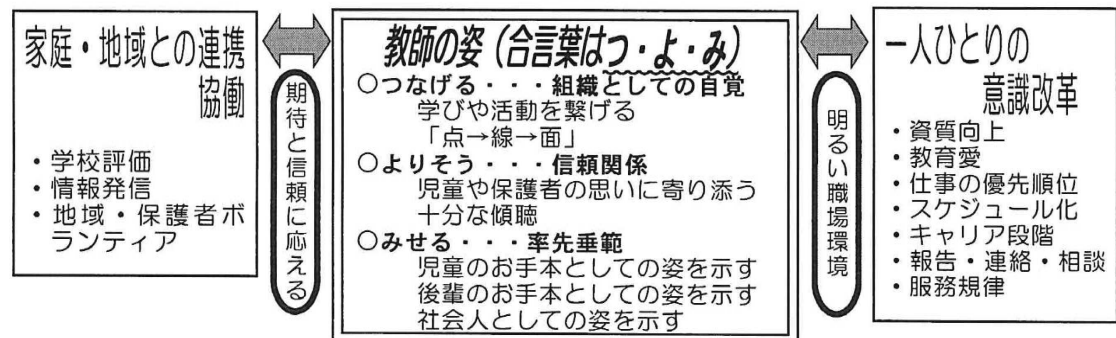 家庭・地域との連携
協働
・学校評価
・情報発信
・地域・保護者ボ
ランティア
期待と信頼に応える
教師の姿（合言葉はつ・よ・み）
○つなげる・・・組織としての自覚
学びや活動を繋げる
「点→線→面」
○よりそう・・・信頼関係
児童や保護者の思いに寄り添う
十分な傾聴
○みせる・・・率先垂範
児童のお手本としての姿を示す
後輩のお手本としての姿を示す
社会人としての姿を示す
明るい職場環境
一人ひとりの
意識改革
・資質向上
・教育愛
・仕事の優先順位
・スケジュール化
・キャリア段階
・報告・連絡・相談
・服務規律